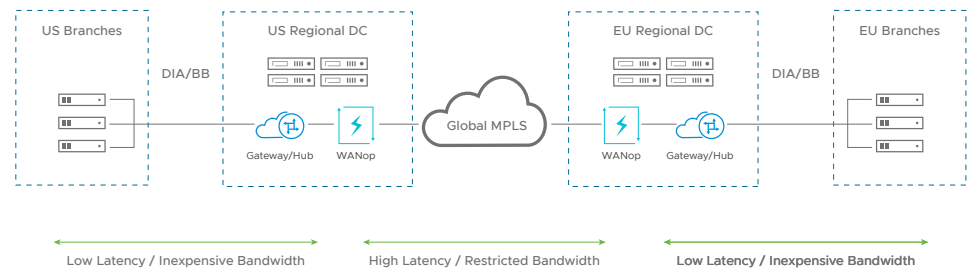 US Branches
US Regional DC
EU Regional DC
EU Branches
DIA/BB
DIA/BB
Global MPLS
Gateway/Hub
WANop
WANop
Gateway/Hub
Low Latency / Inexpensive Bandwidth
High Latency / Restricted Bandwidth
Low Latency / Inexpensive Bandwidth